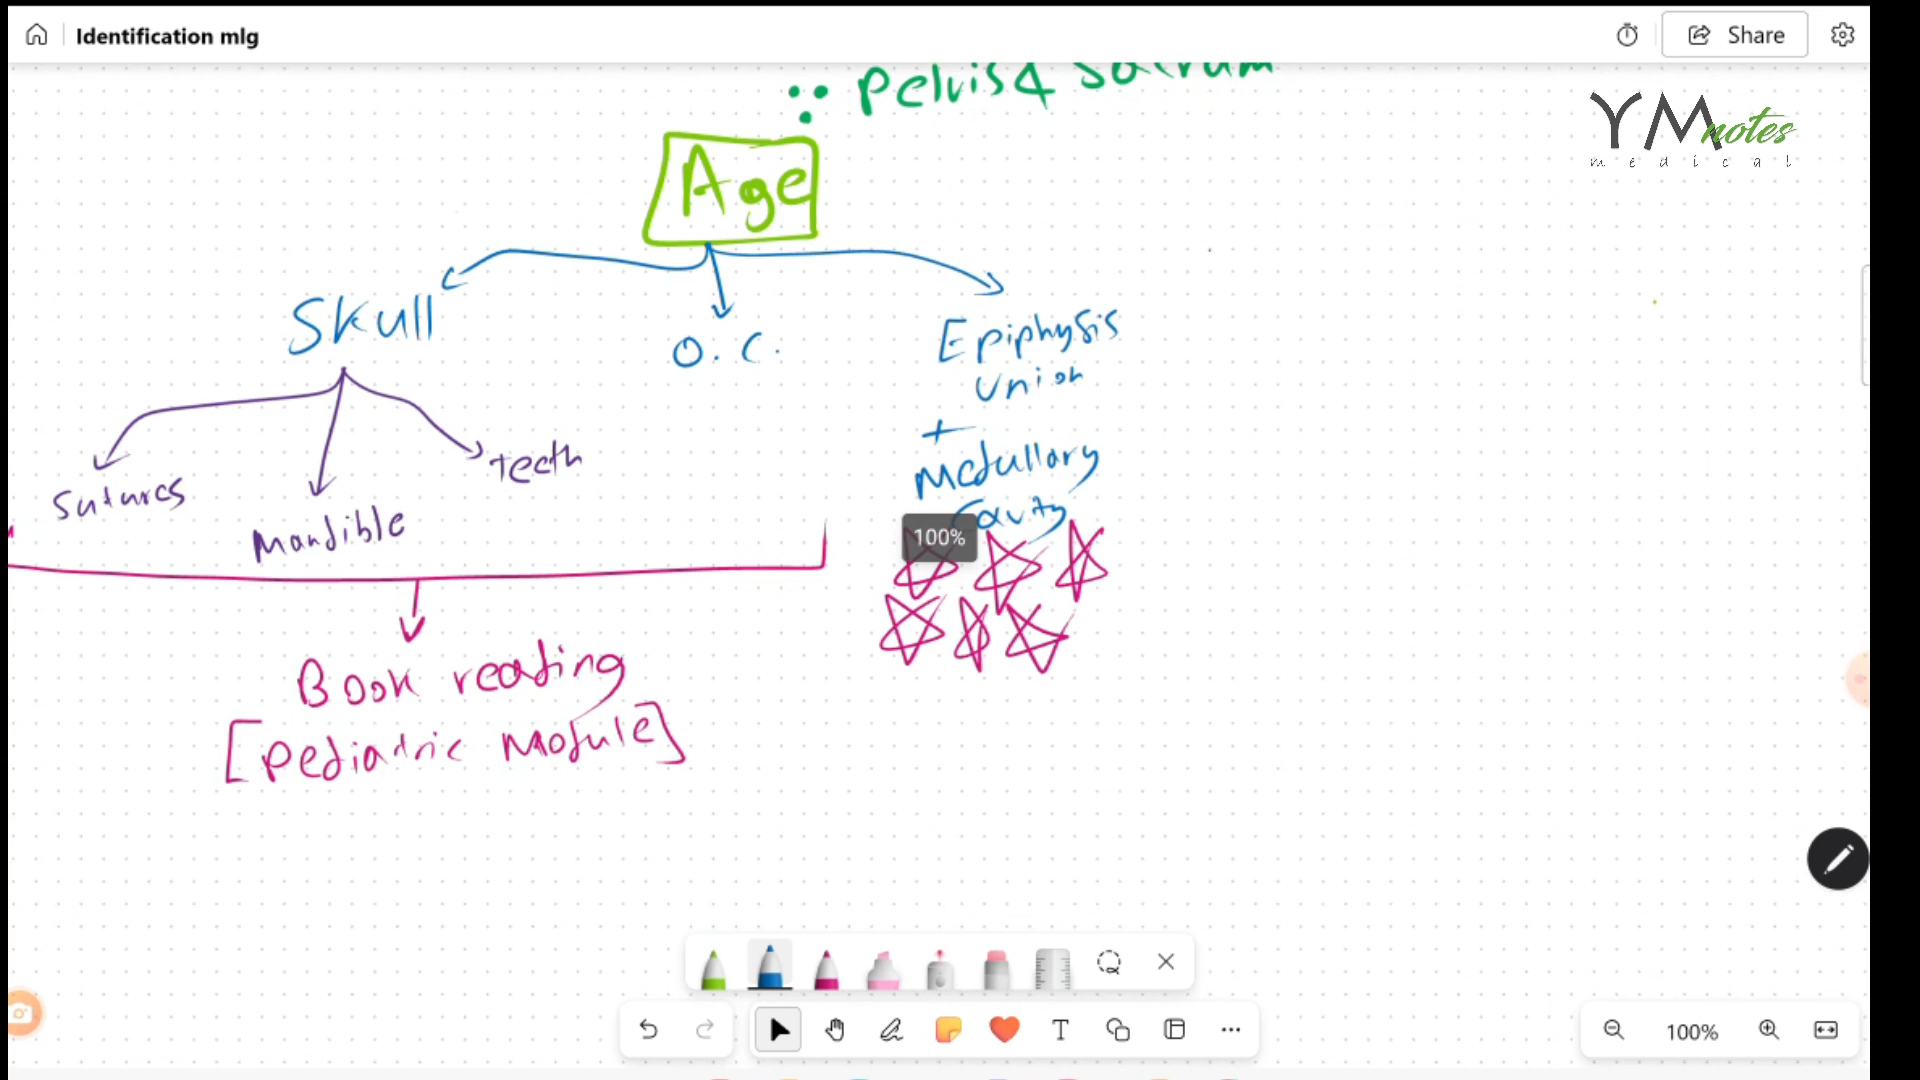 Identification mlg
Share
Pelvis & Sacrum
YM notes
medical
Age
Skull
O. C.
Epiphysis
Union
+
Medullary
Cavity
100%
Sutures
Mandible
Teeth
Book reading
[Pediatric Module]
100%